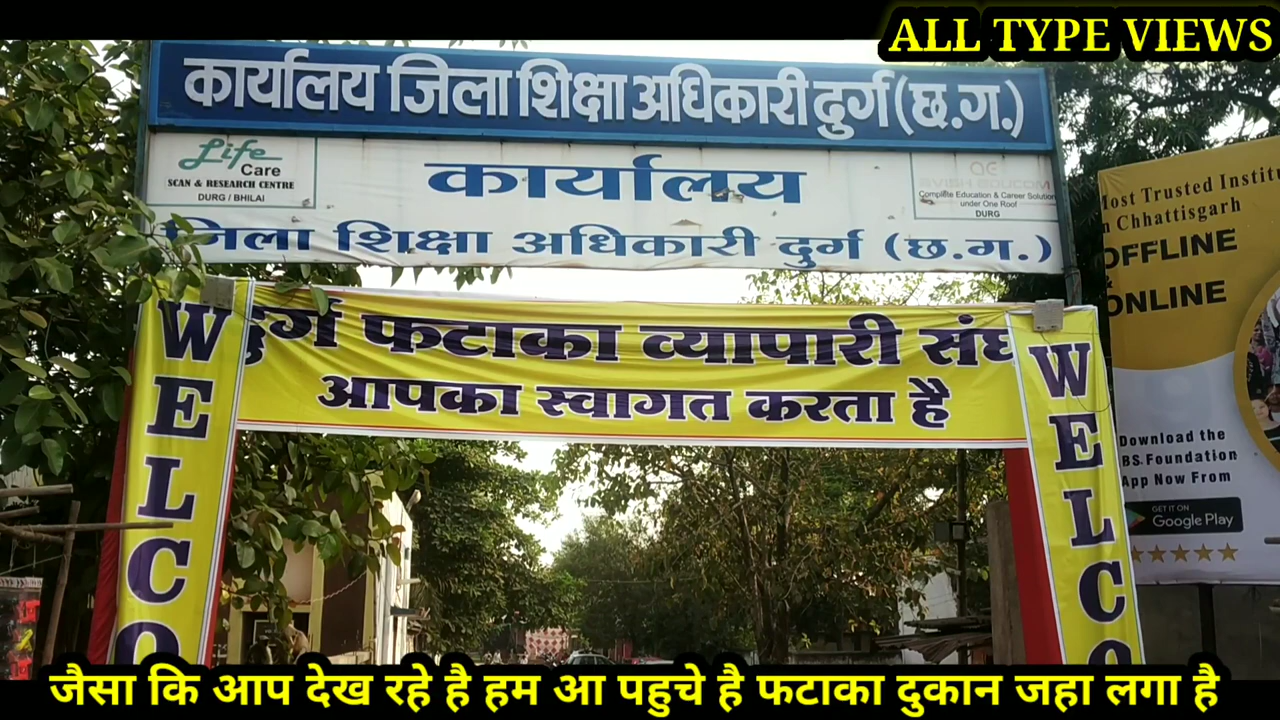 ALL TYPE VIEWS
कार्यालय जिला शिक्षा अधिकारी दुर्ग (छ.ग.)
Life
Care
SCAN & RESEARCH CENTRE
DURG / BHILAI
कार्यालय
Complete Education & Career Solution
under One Roof
DURG
जिला शिक्षा अधिकारी दुर्ग (छ.ग.)
दुर्ग फटाका व्यापारी संघ
आपका स्वागत करता है
WELCO
WELCO
Most Trusted Institu
n Chhattisgarh
OFFLINE
&
ONLINE
Download the
BS.Foundation
App Now From
GET IT ON
Google Play
जैसा कि आप देख रहे है हम आ पहुचे है फटाका दुकान जहा लगा है